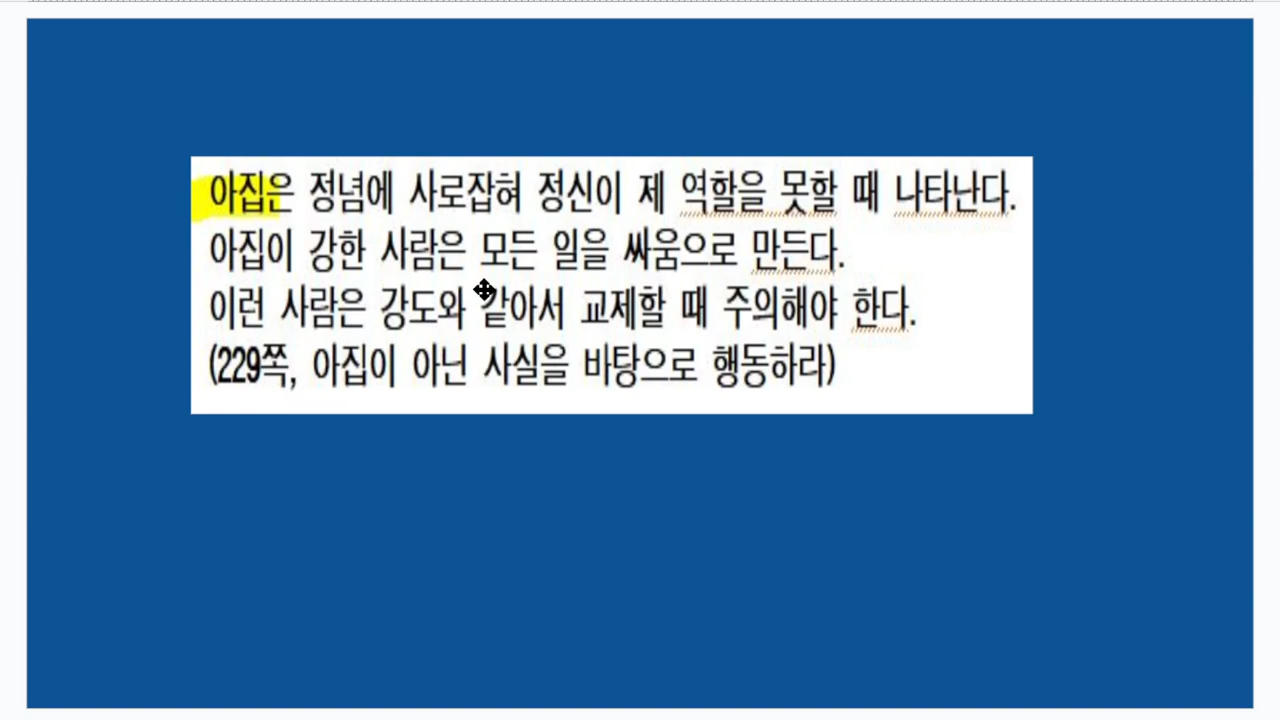 아집은 정념에 사로잡혀 정신이 제 역할을 못할 때 나타난다.
아집이 강한 사람은 모든 일을 싸움으로 만든다.
이런 사람은 강도와 같아서 교제할 때 주의해야 한다.
(229쪽, 아집이 아닌 사실을 바탕으로 행동하라)